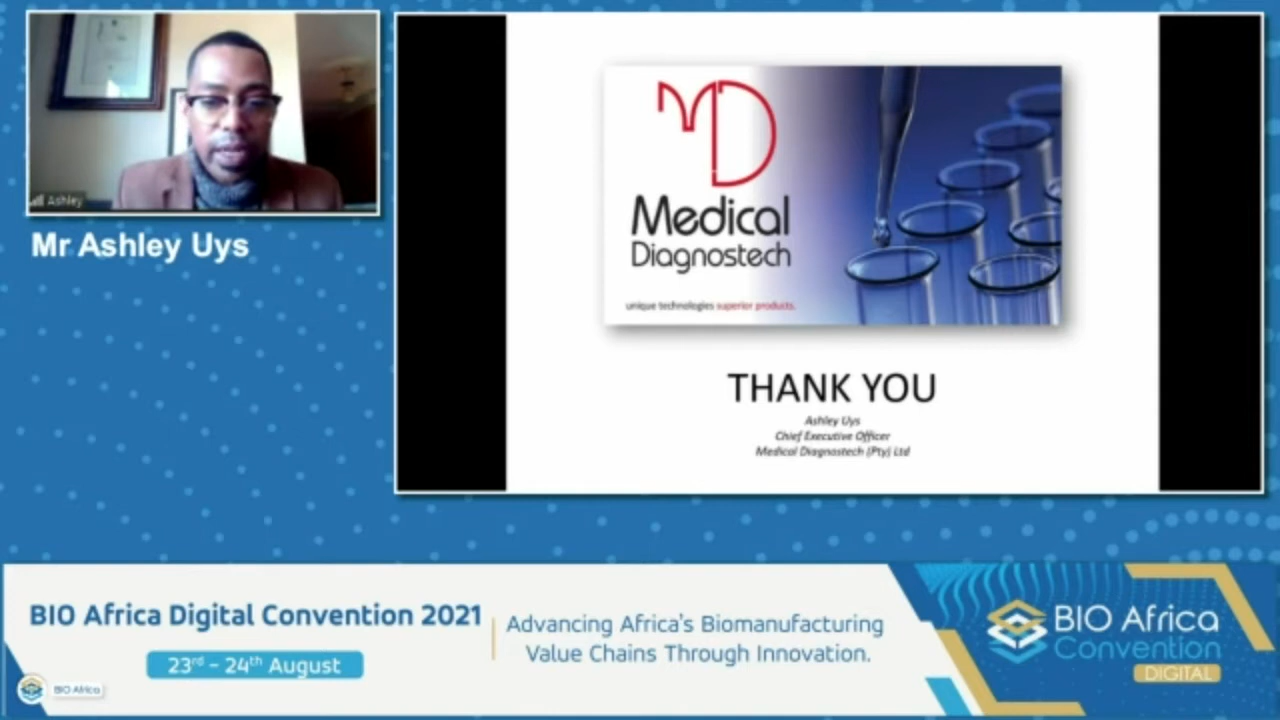 Ashley
Mr Ashley Uys
MD
Medical
Diagnostech
unique technologies superior products.
THANK YOU
Ashley Uys
Chief Executive Officer
Medical Diagnostech (Pty) Ltd
BIO Africa Digital Convention 2021
23rd - 24th August
Advancing Africa's Biomanufacturing
Value Chains Through Innovation.
BIO Africa
Convention
DIGITAL
BIO Africa